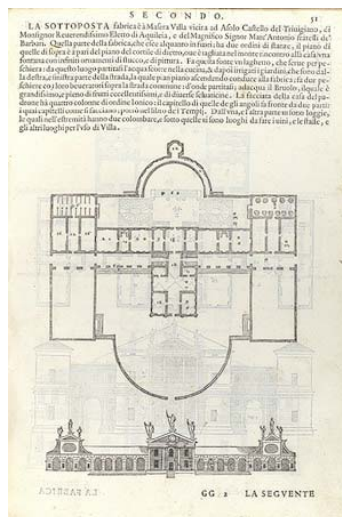 SECONDO. 51
LA SOTTOPOSTA fabrica è à Masera Villa vicina ad Asolo Castello del Triuigiano, di
Monsignor Reuerendissimo Eletto di Aquileia, e del Magnifico Signor Marc'Antonio fratelli de'
Barbari. Quella parte della fabrica, che esce alquanto in fuori; ha due ordini di stanze, il piano di
quelle di sopra è à pari del piano del cortile di dietro, oue è tagliata nel monte rincontro alla casa vna
fontana con infiniti ornamenti di stucco, e di pittura. Fa questa fonte vn laghetto, che serue per pe-
schiera: da questo luogo partitasi l'acqua scorre nella cucina, & dapoi irrigati i giardini, che sono dal-
la destra, e sinistra parte della strada, la quale pian piano ascendendo conduce alla fabrica; fa due pe-
schiere co i loro beueratori sopra la strada commune: d'onde partitasi; adacqua il Bruolo, ilquale è
grandissimo, e pieno di frutti eccellentissimi, e di diuerse seluaticine. La facciata della casa del pa-
drone hà quattro colonne di ordine Ionico: il capitello di quelle de gli angoli fa fronte da due parti:
i quai capitelli come si facciano; porrò nel libro de i Tempij. Dall'vna, e l'altra parte ui sono loggie,
le quali nell'estremità hanno due colombare, e sotto quelle ui sono luoghi da fare i uini, e le stalle, e
gli altri luoghi per l'vso di Villa.
GG 2 LA SEGVENTE